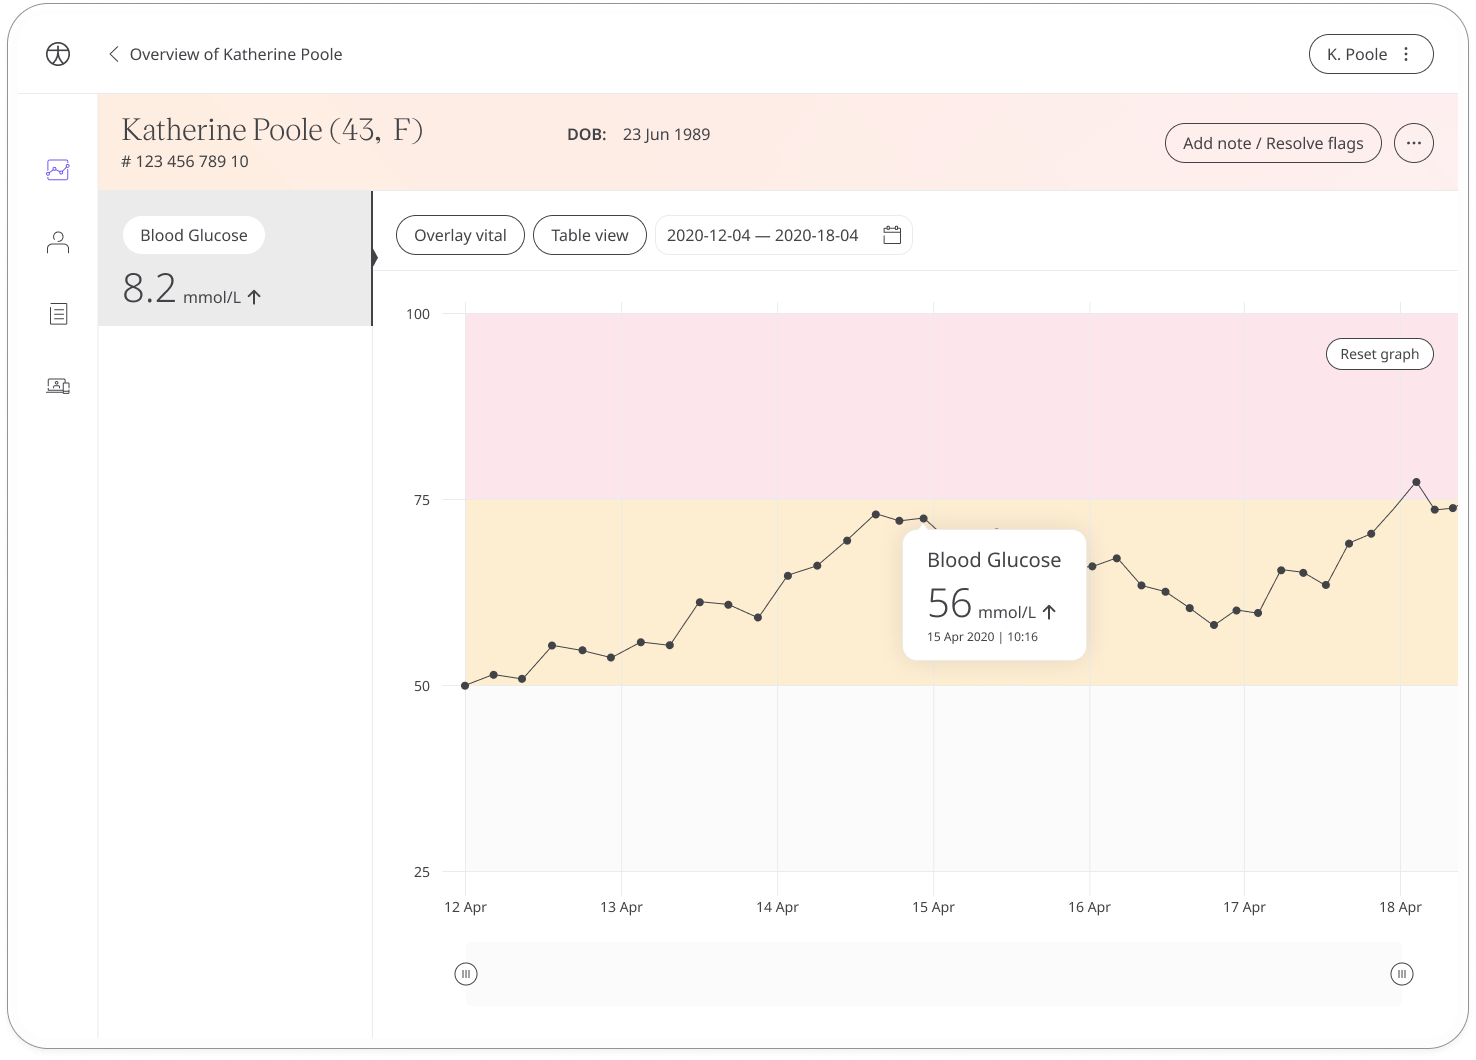 Overview of Katherine Poole
K. Poole
Katherine Poole (43, F)
# 123 456 789 10
DOB: 23 Jun 1989
Add note / Resolve flags
Blood Glucose
8.2 mmol/L
Overlay vital
Table view
2020-12-04 — 2020-18-04
100
Reset graph
75
Blood Glucose
56 mmol/L
15 Apr 2020 | 10:16
50
25
12 Apr 13 Apr 14 Apr 15 Apr 16 Apr 17 Apr 18 Apr